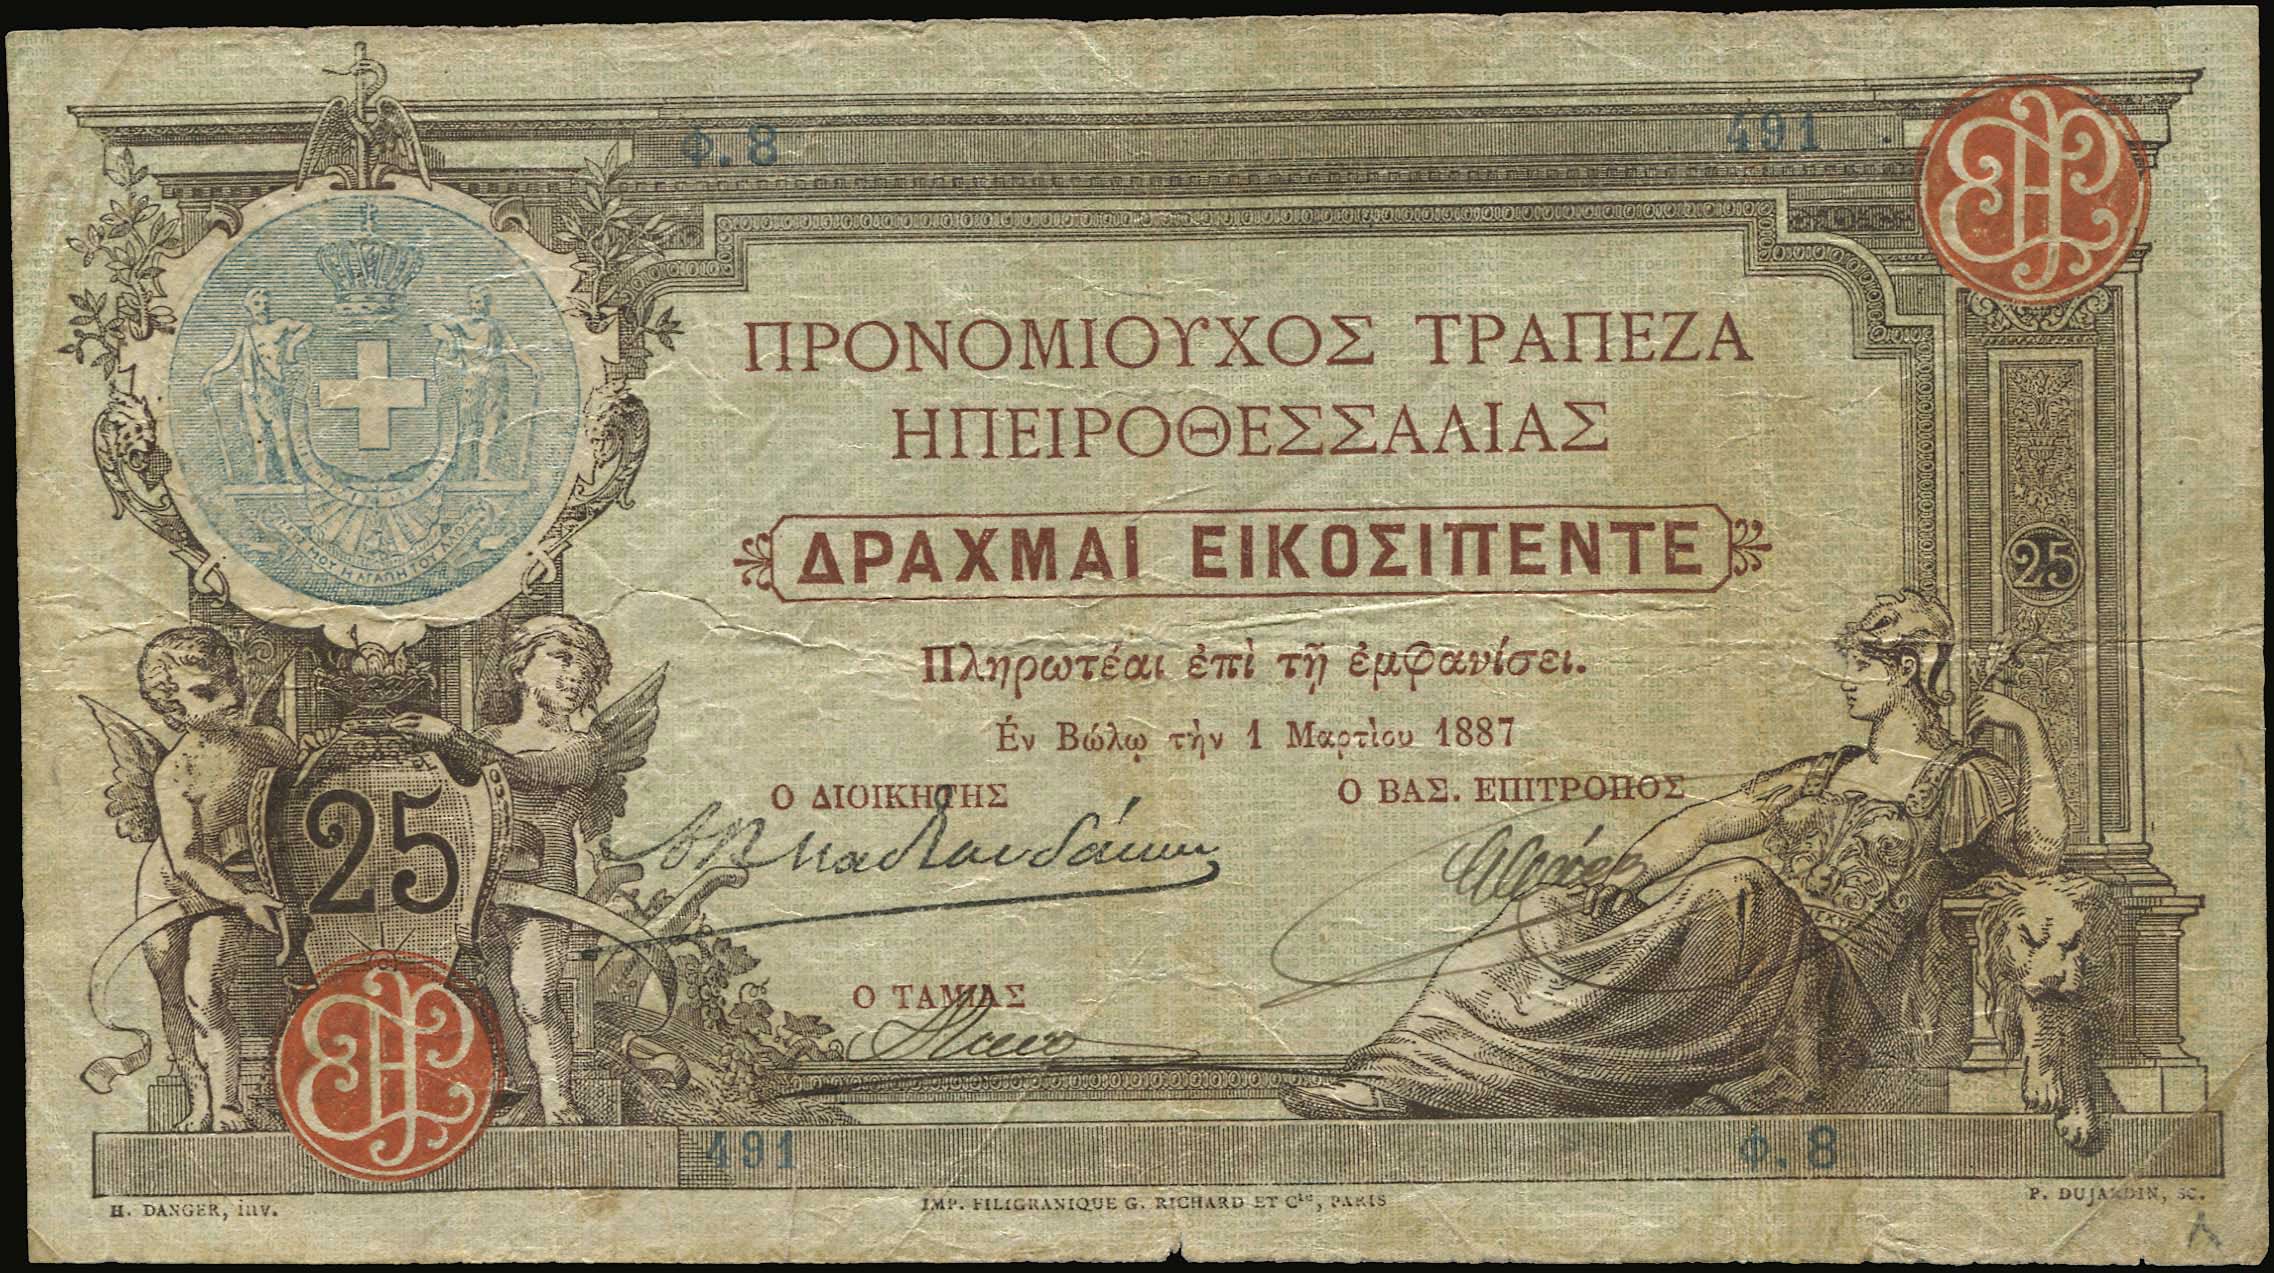 Φ. 8
491
ΠΡΟΝΟΜΙΟΥΧΟΣ ΤΡΑΠΕΖΑ
ΗΠΕΙΡΟΘΕΣΣΑΛΙΑΣ
ΔΡΑΧΜΑΙ ΕΙΚΟΣΙΠΕΝΤΕ
25
Πληρωτέαι ἐπὶ τῇ ἐμφανίσει.
Ἐν Βώλῳ τὴν 1 Μαρτίου 1887
Ο ΔΙΟΙΚΗΤΗΣ
Ο ΒΑΣ. ΕΠΙΤΡΟΠΟΣ
25
Ο ΤΑΜΙΑΣ
491
Φ. 8
H. DANGER, inv.
IMP. FILIGRANIQUE G. RICHARD ET Cie, PARIS
P. DUJARDIN, sc.